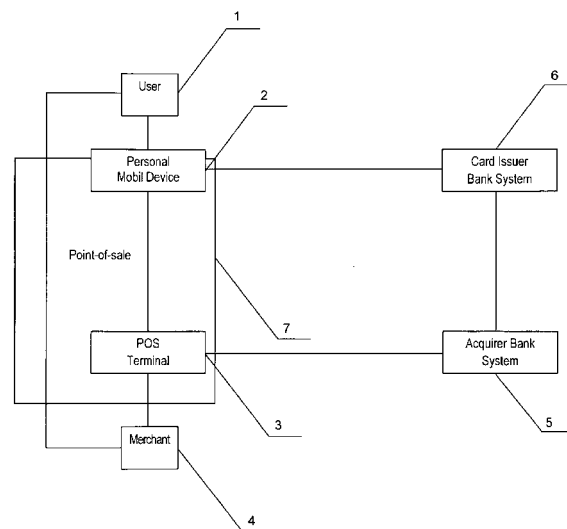 1
User
6
2
Personal
Mobil Device
Card Issuer
Bank System
Point-of-sale
7
POS
Terminal
Acquirer Bank
System
3
5
Merchant
4